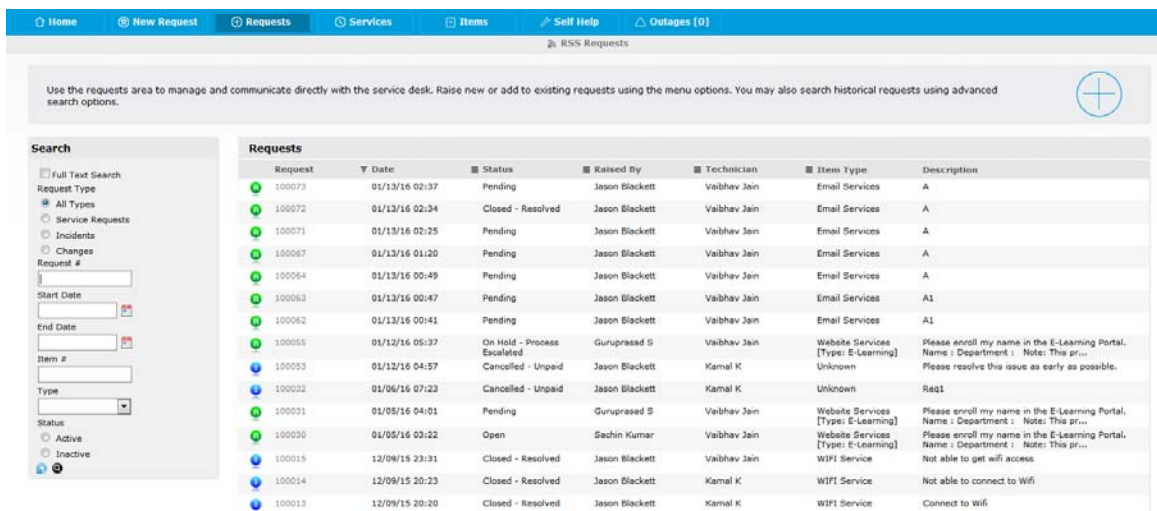 Home New Request Requests Services Items Self Help Outages [0]
RSS Requests
Use the requests area to manage and communicate directly with the service desk. Raise new or add to existing requests using the menu options. You may also search historical requests using advanced
search options.
Search
Full Text Search
Request Type
All Types
Service Requests
Incidents
Changes
Request #
Start Date
End Date
Item #
Type
Status
Active
Inactive
Requests
Request Date Status Raised By Technician Item Type Description
100073 01/13/16 02:37 Pending Jason Blackett Vaibhav Jain Email Services A
100072 01/13/16 02:34 Closed - Resolved Jason Blackett Vaibhav Jain Email Services A
100071 01/13/16 02:25 Pending Jason Blackett Vaibhav Jain Email Services A
100067 01/13/16 01:20 Pending Jason Blackett Vaibhav Jain Email Services A
100064 01/13/16 00:49 Pending Jason Blackett Vaibhav Jain Email Services A
100063 01/13/16 00:47 Pending Jason Blackett Vaibhav Jain Email Services A1
100062 01/13/16 00:41 Pending Jason Blackett Vaibhav Jain Email Services A1
100055 01/12/16 05:37 On Hold - Process Guruprasad S Vaibhav Jain Website Services Please enroll my name in the E-Learning Portal.
Escalated [Type: E-Learning] Name : Department : Note: This pr...
100053 01/12/16 04:57 Cancelled - Unpaid Jason Blackett Kamal K Unknown Please resolve this issue as early as possible.
100032 01/06/16 07:23 Cancelled - Unpaid Jason Blackett Kamal K Unknown Req1
100031 01/05/16 04:01 Pending Guruprasad S Vaibhav Jain Website Services Please enroll my name in the E-Learning Portal.
[Type: E-Learning] Name : Department : Note: This pr...
100030 01/05/16 03:22 Open Sachin Kumar Vaibhav Jain Website Services Please enroll my name in the E-Learning Portal.
[Type: E-Learning] Name : Department : Note: This pr...
100015 12/09/15 23:31 Closed - Resolved Jason Blackett Vaibhav Jain WIFI Service Not able to get wifi access
100014 12/09/15 20:23 Closed - Resolved Jason Blackett Kamal K WIFI Service Not able to connect to Wifi
100013 12/09/15 20:20 Closed - Resolved Jason Blackett Kamal K WIFI Service Connect to Wifi